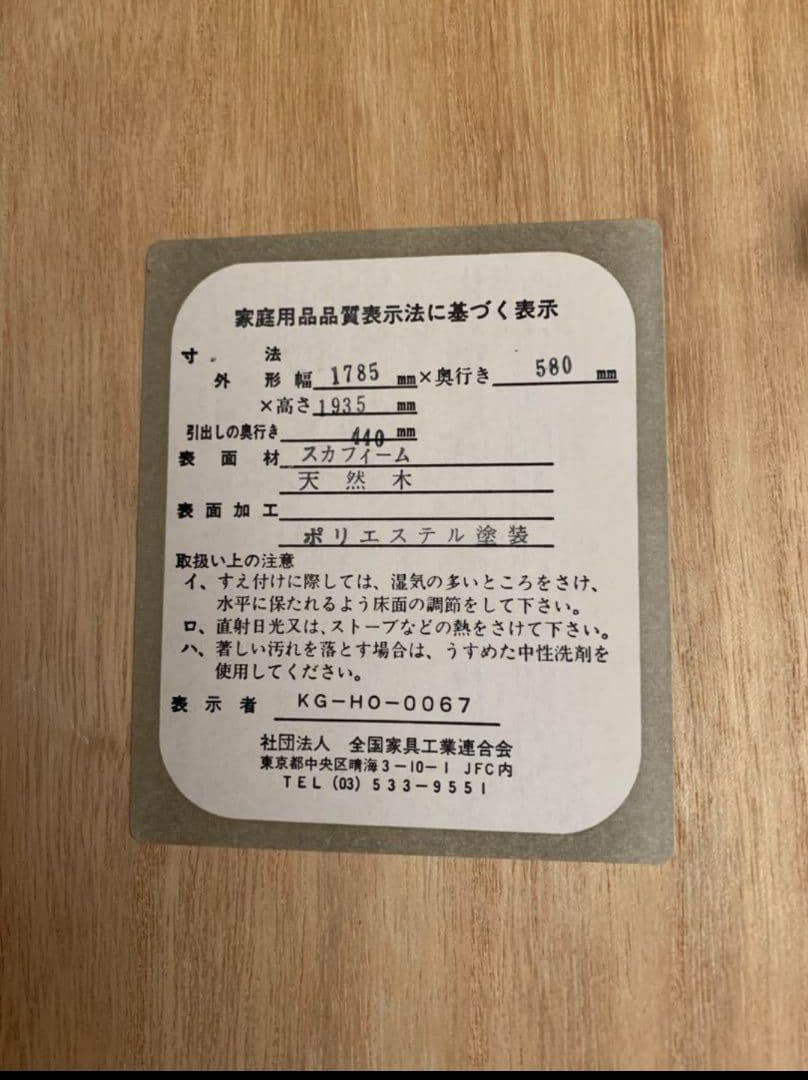 家庭用品品質表示法に基づく表示
寸法
外形 幅 1785 mm×奥行き 580 mm
×高さ 1935 mm
引出しの奥行き 440 mm
表面材 スカフィーム
天然木
表面加工
ポリエステル塗装
取扱い上の注意
イ、すえ付けに際しては、湿気の多いところをさけ、
水平に保たれるよう床面の調節をして下さい。
ロ、直射日光又は、ストーブなどの熱をさけて下さい。
ハ、著しい汚れを落とす場合は、うすめた中性洗剤を
使用してください。
表示者 KG-HO-0067
社団法人 全国家具工業連合会
東京都中央区晴海3-10-1 JFC内
TEL (03) 533-9551